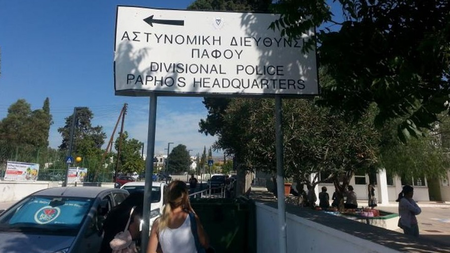 ΑΣΤΥΝΟΜΙΚΗ ΔΙΕΥΘΥΝΣΗ
ΠΑΦΟΥ
DIVISIONAL POLICE
PAPHOS HEADQUARTERS